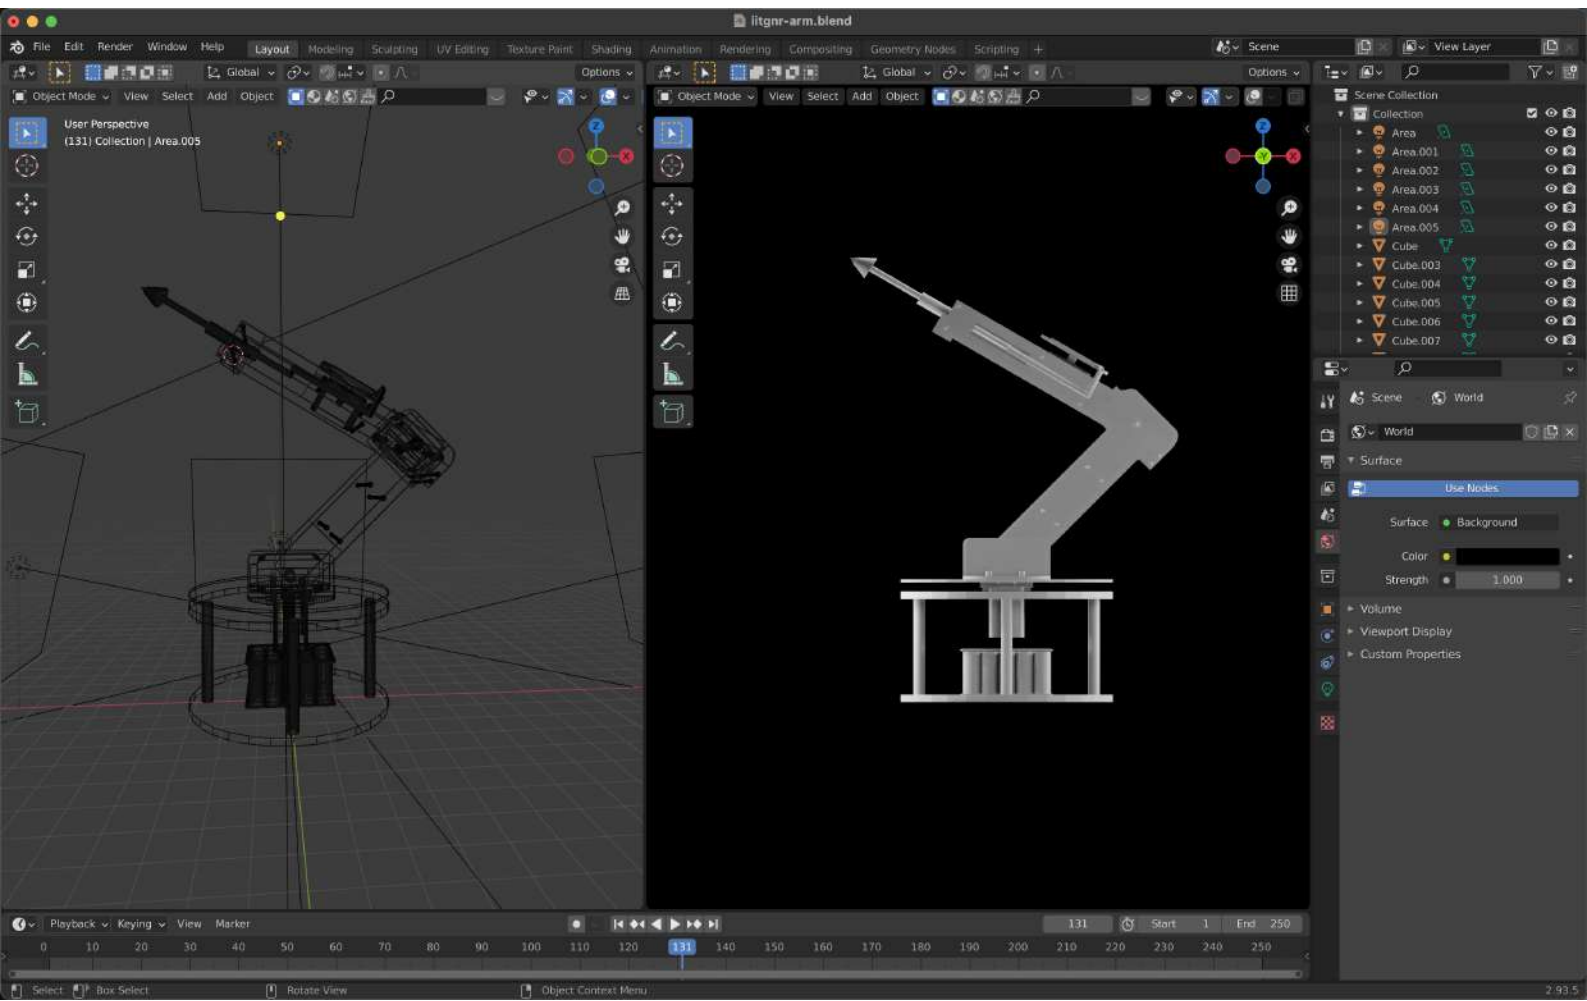 iitgnr-arm.blend
File Edit Render Window Help Layout Modeling Sculpting UV Editing Texture Paint Shading Animation Rendering Compositing Geometry Nodes Scripting + Scene View Layer
Global Options Global Options
Object Mode View Select Add Object Object Mode View Select Add Object
User Perspective
(131) Collection | Area.005
Z
X
Z
-Y
X
Scene Collection
Collection
Area
Area.001
Area.002
Area.003
Area.004
Area.005
Cube
Cube.003
Cube.004
Cube.005
Cube.006
Cube.007
Scene World
World
Surface
Use Nodes
Surface Background
Color
Strength 1.000
Volume
Viewport Display
Custom Properties
Playback Keying View Marker 131 Start 1 End 250
0 10 20 30 40 50 60 70 80 90 100 110 120 131 140 150 160 170 180 190 200 210 220 230 240 250
Select Box Select Rotate View Object Context Menu 2.93.5